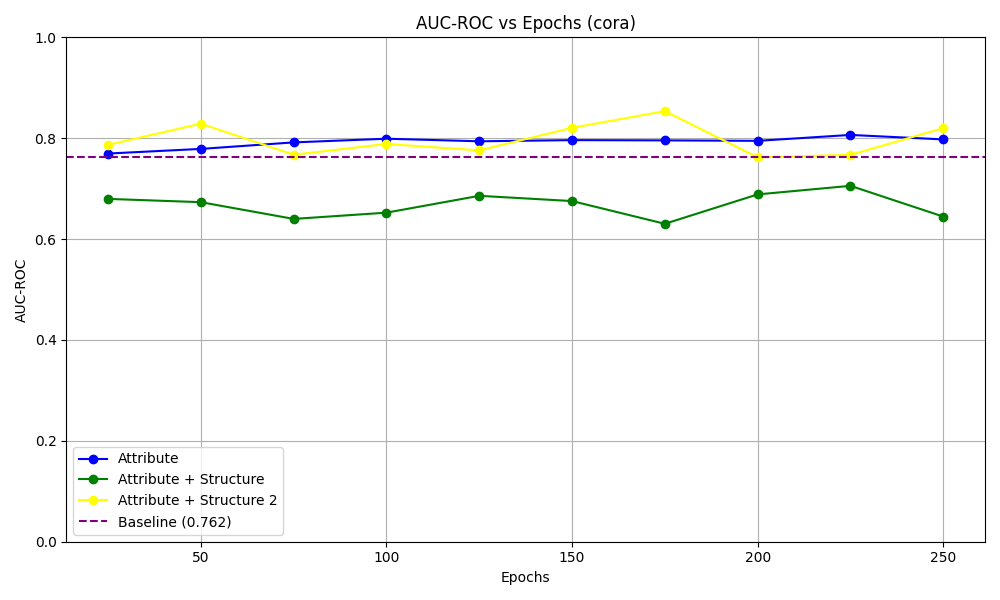 AUC-ROC vs Epochs (cora)
1.0
0.8
0.6
0.4
0.2
0.0
AUC-ROC
Attribute
Attribute + Structure
Attribute + Structure 2
Baseline (0.762)
50 100 150 200 250
Epochs